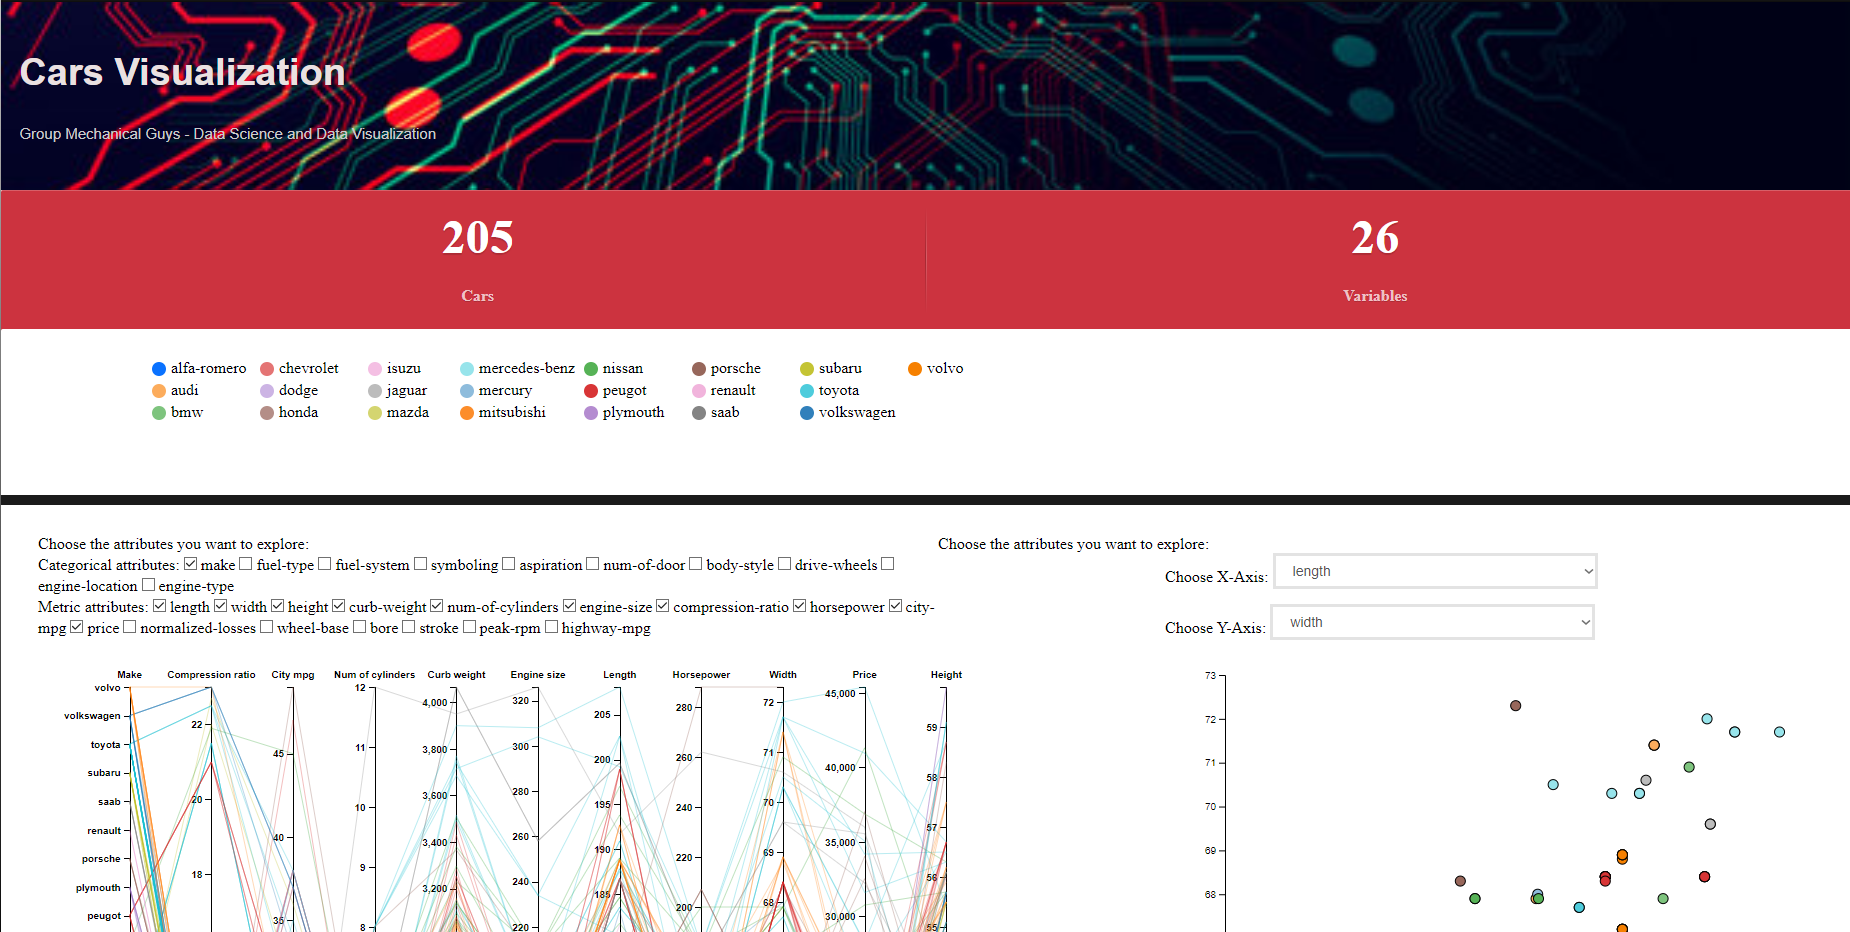 Cars Visualization
Group Mechanical Guys - Data Science and Data Visualization
205
Cars
26
Variables
alfa-romero chevrolet isuzu mercedes-benz nissan porsche subaru volvo
audi dodge jaguar mercury peugot renault toyota
bmw honda mazda mitsubishi plymouth saab volkswagen
Choose the attributes you want to explore:
Categorical attributes: make fuel-type fuel-system symboling aspiration num-of-door body-style drive-wheels
engine-location engine-type
Metric attributes: length width height curb-weight num-of-cylinders engine-size compression-ratio horsepower city-
mpg price normalized-losses wheel-base bore stroke peak-rpm highway-mpg
Choose the attributes you want to explore:
Choose X-Axis: length
Choose Y-Axis: width
Make Compression ratio City mpg Num of cylinders Curb weight Engine size Length Horsepower Width Price Height
volvo
volkswagen
toyota
subaru
saab
renault
porsche
plymouth
peugot
22
20
18
45
40
35
12
11
10
9
8
4,000
3,800
3,600
3,400
3,200
320
300
280
260
240
220
205
200
195
190
185
280
260
240
220
200
72
71
70
69
68
45,000
40,000
35,000
30,000
59
58
57
56
55
73
72
71
70
69
68